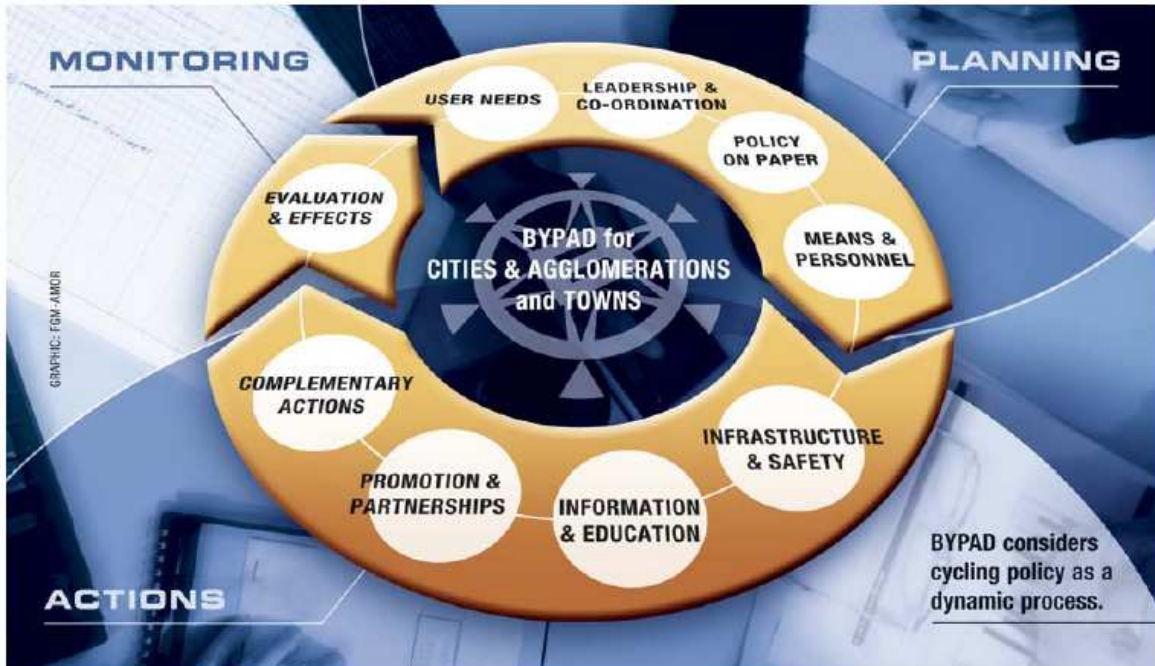 MONITORING
PLANNING
USER NEEDS
LEADERSHIP &
CO-ORDINATION
POLICY
ON PAPER
MEANS &
PERSONNEL
EVALUATION
& EFFECTS
BYPAD for
CITIES & AGGLOMERATIONS
and TOWNS
GRAPHIC: FGM-AMOR
COMPLEMENTARY
ACTIONS
PROMOTION &
PARTNERSHIPS
INFORMATION
& EDUCATION
INFRASTRUCTURE
& SAFETY
ACTIONS
BYPAD considers
cycling policy as a
dynamic process.